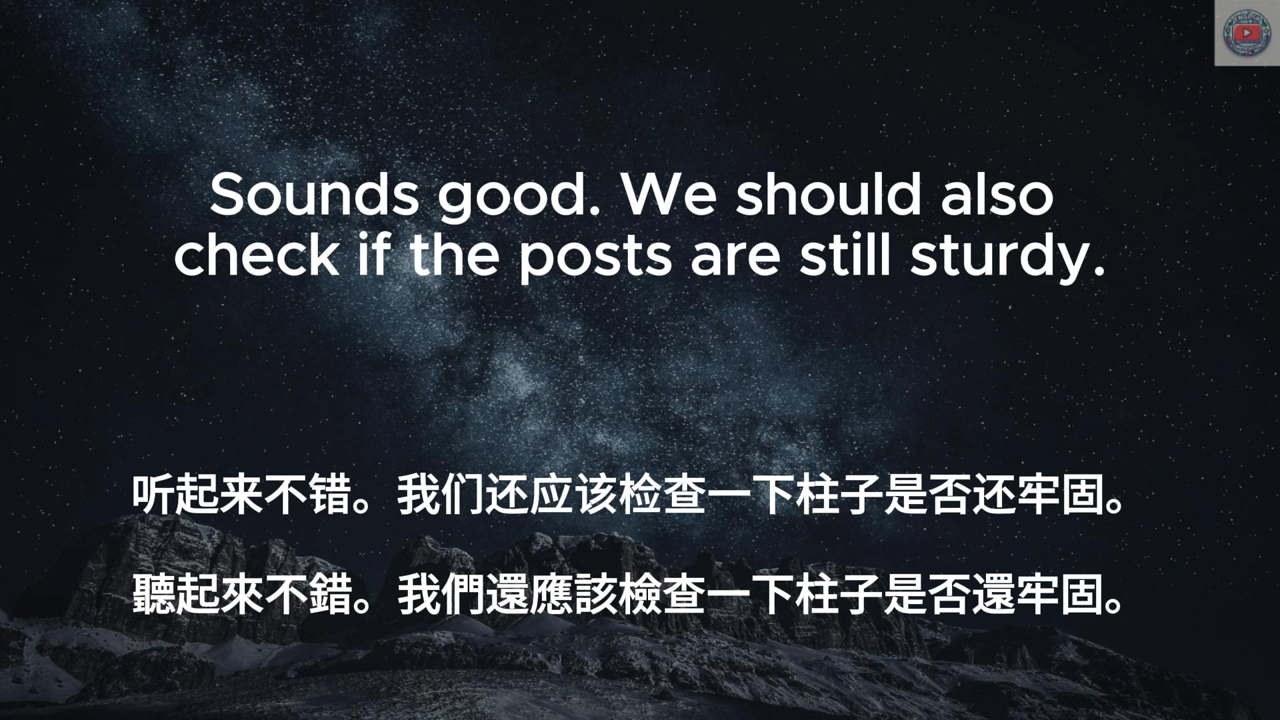 Sounds good. We should also
check if the posts are still sturdy.
听起来不错。我们还应该检查一下柱子是否还牢固。
聽起來不錯。我們還應該檢查一下柱子是否還牢固。